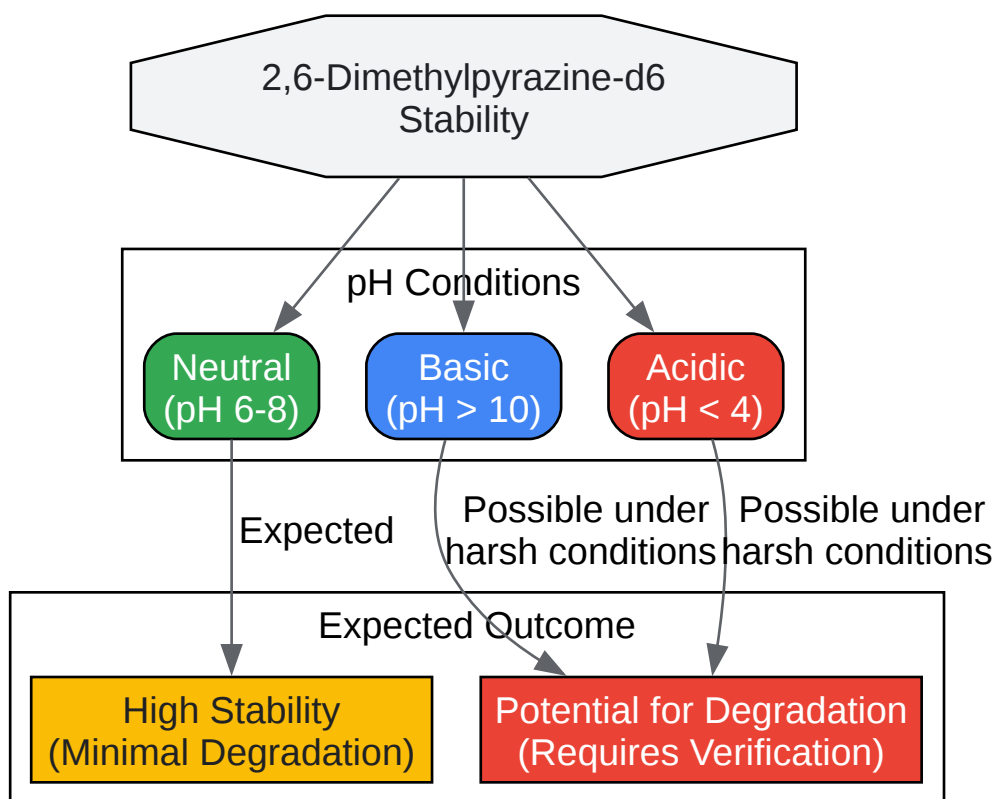 2,6-Dimethylpyrazine-d6
Stability
pH Conditions
Neutral
(pH 6-8)
Basic
(pH > 10)
Acidic
(pH < 4)
Expected
Possible under
harsh conditions
Possible under
harsh conditions
Expected Outcome
High Stability
(Minimal Degradation)
Potential for Degradation
(Requires Verification)